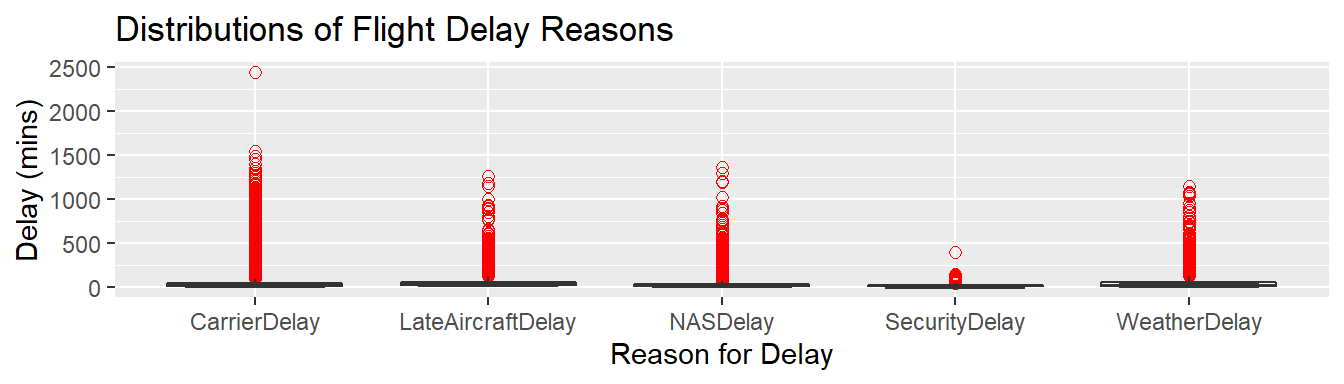 Distributions of Flight Delay Reasons
2500
2000
1500
1000
500
0
Delay (mins)
CarrierDelay LateAircraftDelay NASDelay SecurityDelay WeatherDelay
Reason for Delay